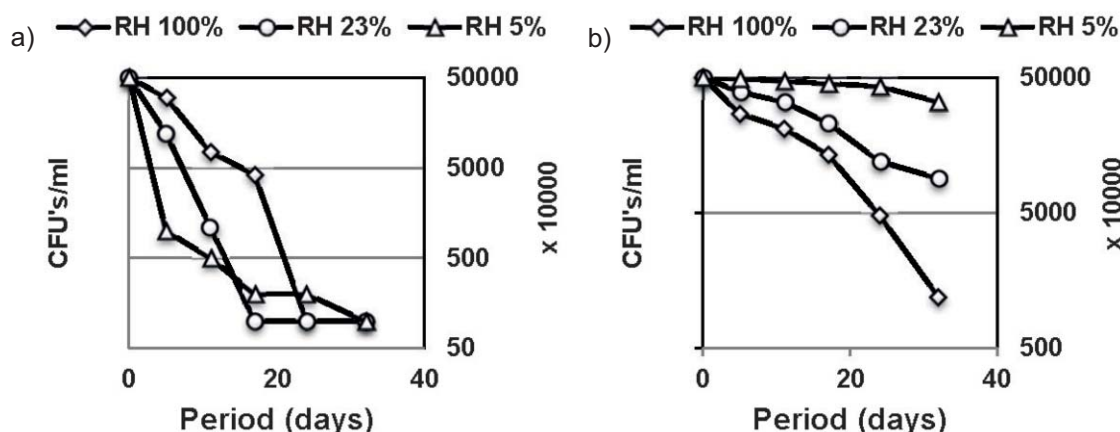 a) RH 100% RH 23% RH 5%
50000
5000
500
50
CFU's/ml
x 10000
0 20 40
Period (days)
b) RH 100% RH 23% RH 5%
50000
5000
500
CFU's/ml
x 10000
0 20 40
Period (days)